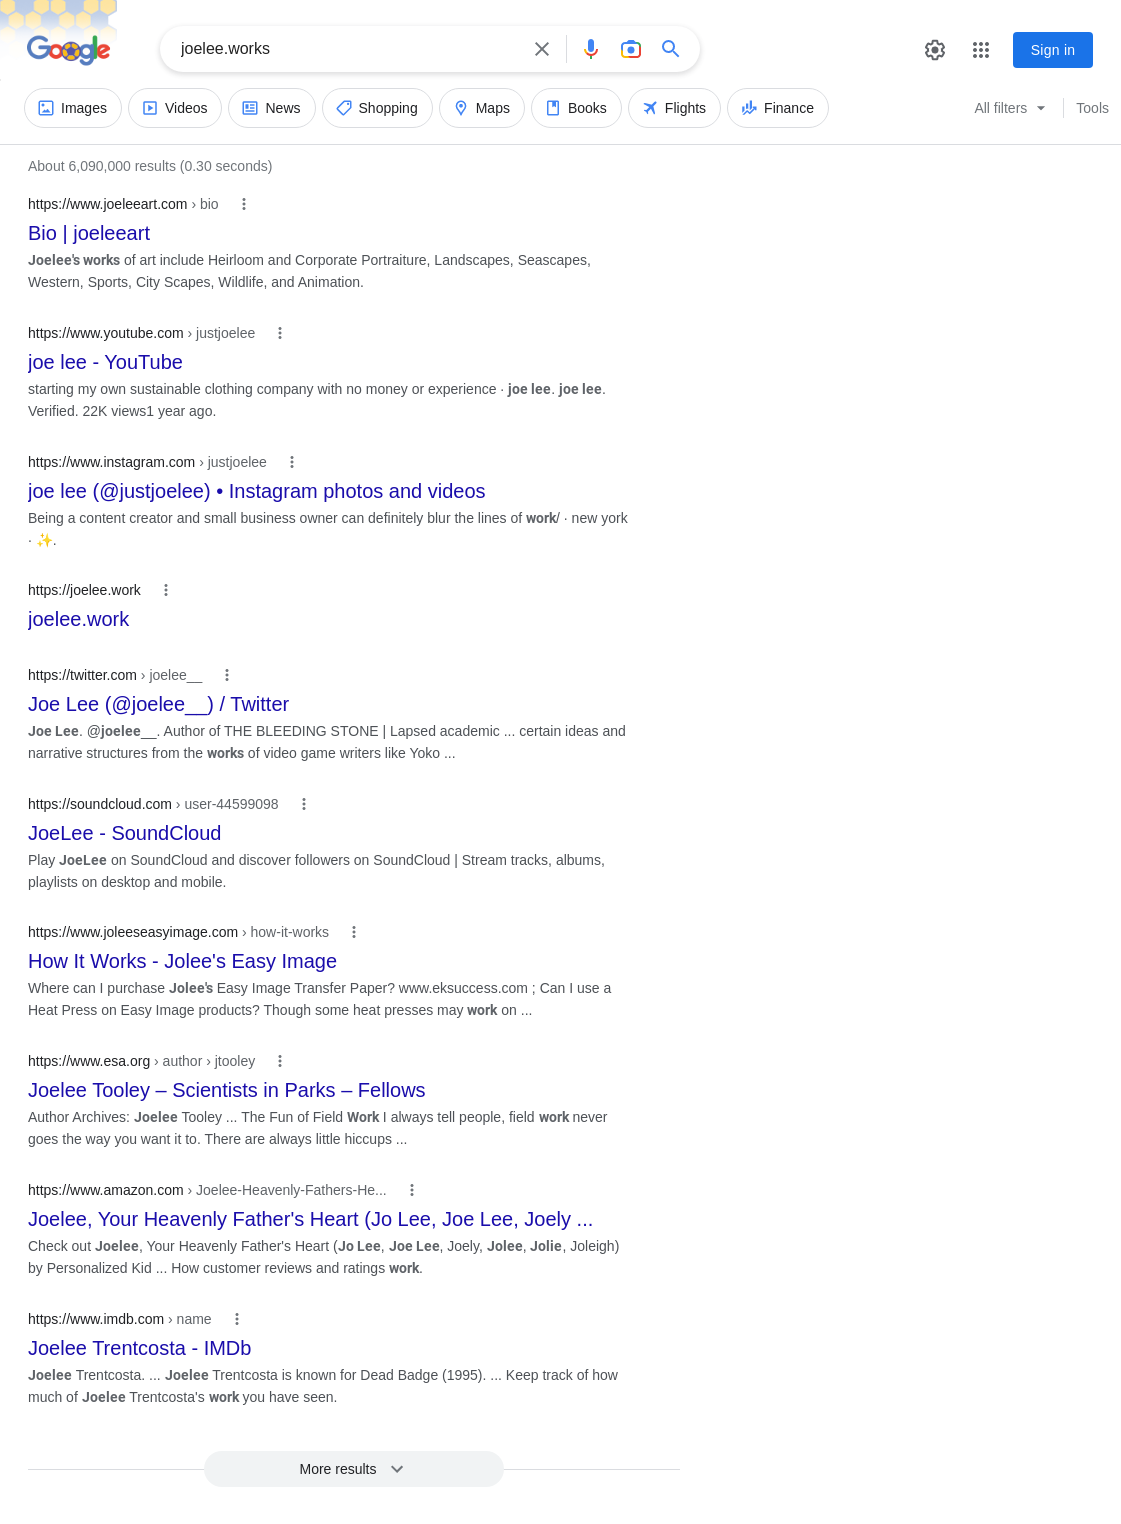 Google
joelee.works
Sign in
Images Videos News Shopping Maps Books Flights Finance All filters Tools
About 6,090,000 results (0.30 seconds)
https://www.joeleeart.com › bio
Bio | joeleeart
Joelee's works of art include Heirloom and Corporate Portraiture, Landscapes, Seascapes,
Western, Sports, City Scapes, Wildlife, and Animation.
https://www.youtube.com › justjoelee
joe lee - YouTube
starting my own sustainable clothing company with no money or experience · joe lee. joe lee.
Verified. 22K views1 year ago.
https://www.instagram.com › justjoelee
joe lee (@justjoelee) • Instagram photos and videos
Being a content creator and small business owner can definitely blur the lines of work/ · new york
· ✨.
https://joelee.work
joelee.work
https://twitter.com › joelee__
Joe Lee (@joelee__) / Twitter
Joe Lee. @joelee__. Author of THE BLEEDING STONE | Lapsed academic ... certain ideas and
narrative structures from the works of video game writers like Yoko ...
https://soundcloud.com › user-44599098
JoeLee - SoundCloud
Play JoeLee on SoundCloud and discover followers on SoundCloud | Stream tracks, albums,
playlists on desktop and mobile.
https://www.joleeseasyimage.com › how-it-works
How It Works - Jolee's Easy Image
Where can I purchase Jolee's Easy Image Transfer Paper? www.eksuccess.com ; Can I use a
Heat Press on Easy Image products? Though some heat presses may work on ...
https://www.esa.org › author › jtooley
Joelee Tooley – Scientists in Parks – Fellows
Author Archives: Joelee Tooley ... The Fun of Field Work I always tell people, field work never
goes the way you want it to. There are always little hiccups ...
https://www.amazon.com › Joelee-Heavenly-Fathers-He...
Joelee, Your Heavenly Father's Heart (Jo Lee, Joe Lee, Joely ...
Check out Joelee, Your Heavenly Father's Heart (Jo Lee, Joe Lee, Joely, Jolee, Jolie, Joleigh)
by Personalized Kid ... How customer reviews and ratings work.
https://www.imdb.com › name
Joelee Trentcosta - IMDb
Joelee Trentcosta. ... Joelee Trentcosta is known for Dead Badge (1995). ... Keep track of how
much of Joelee Trentcosta's work you have seen.
More results